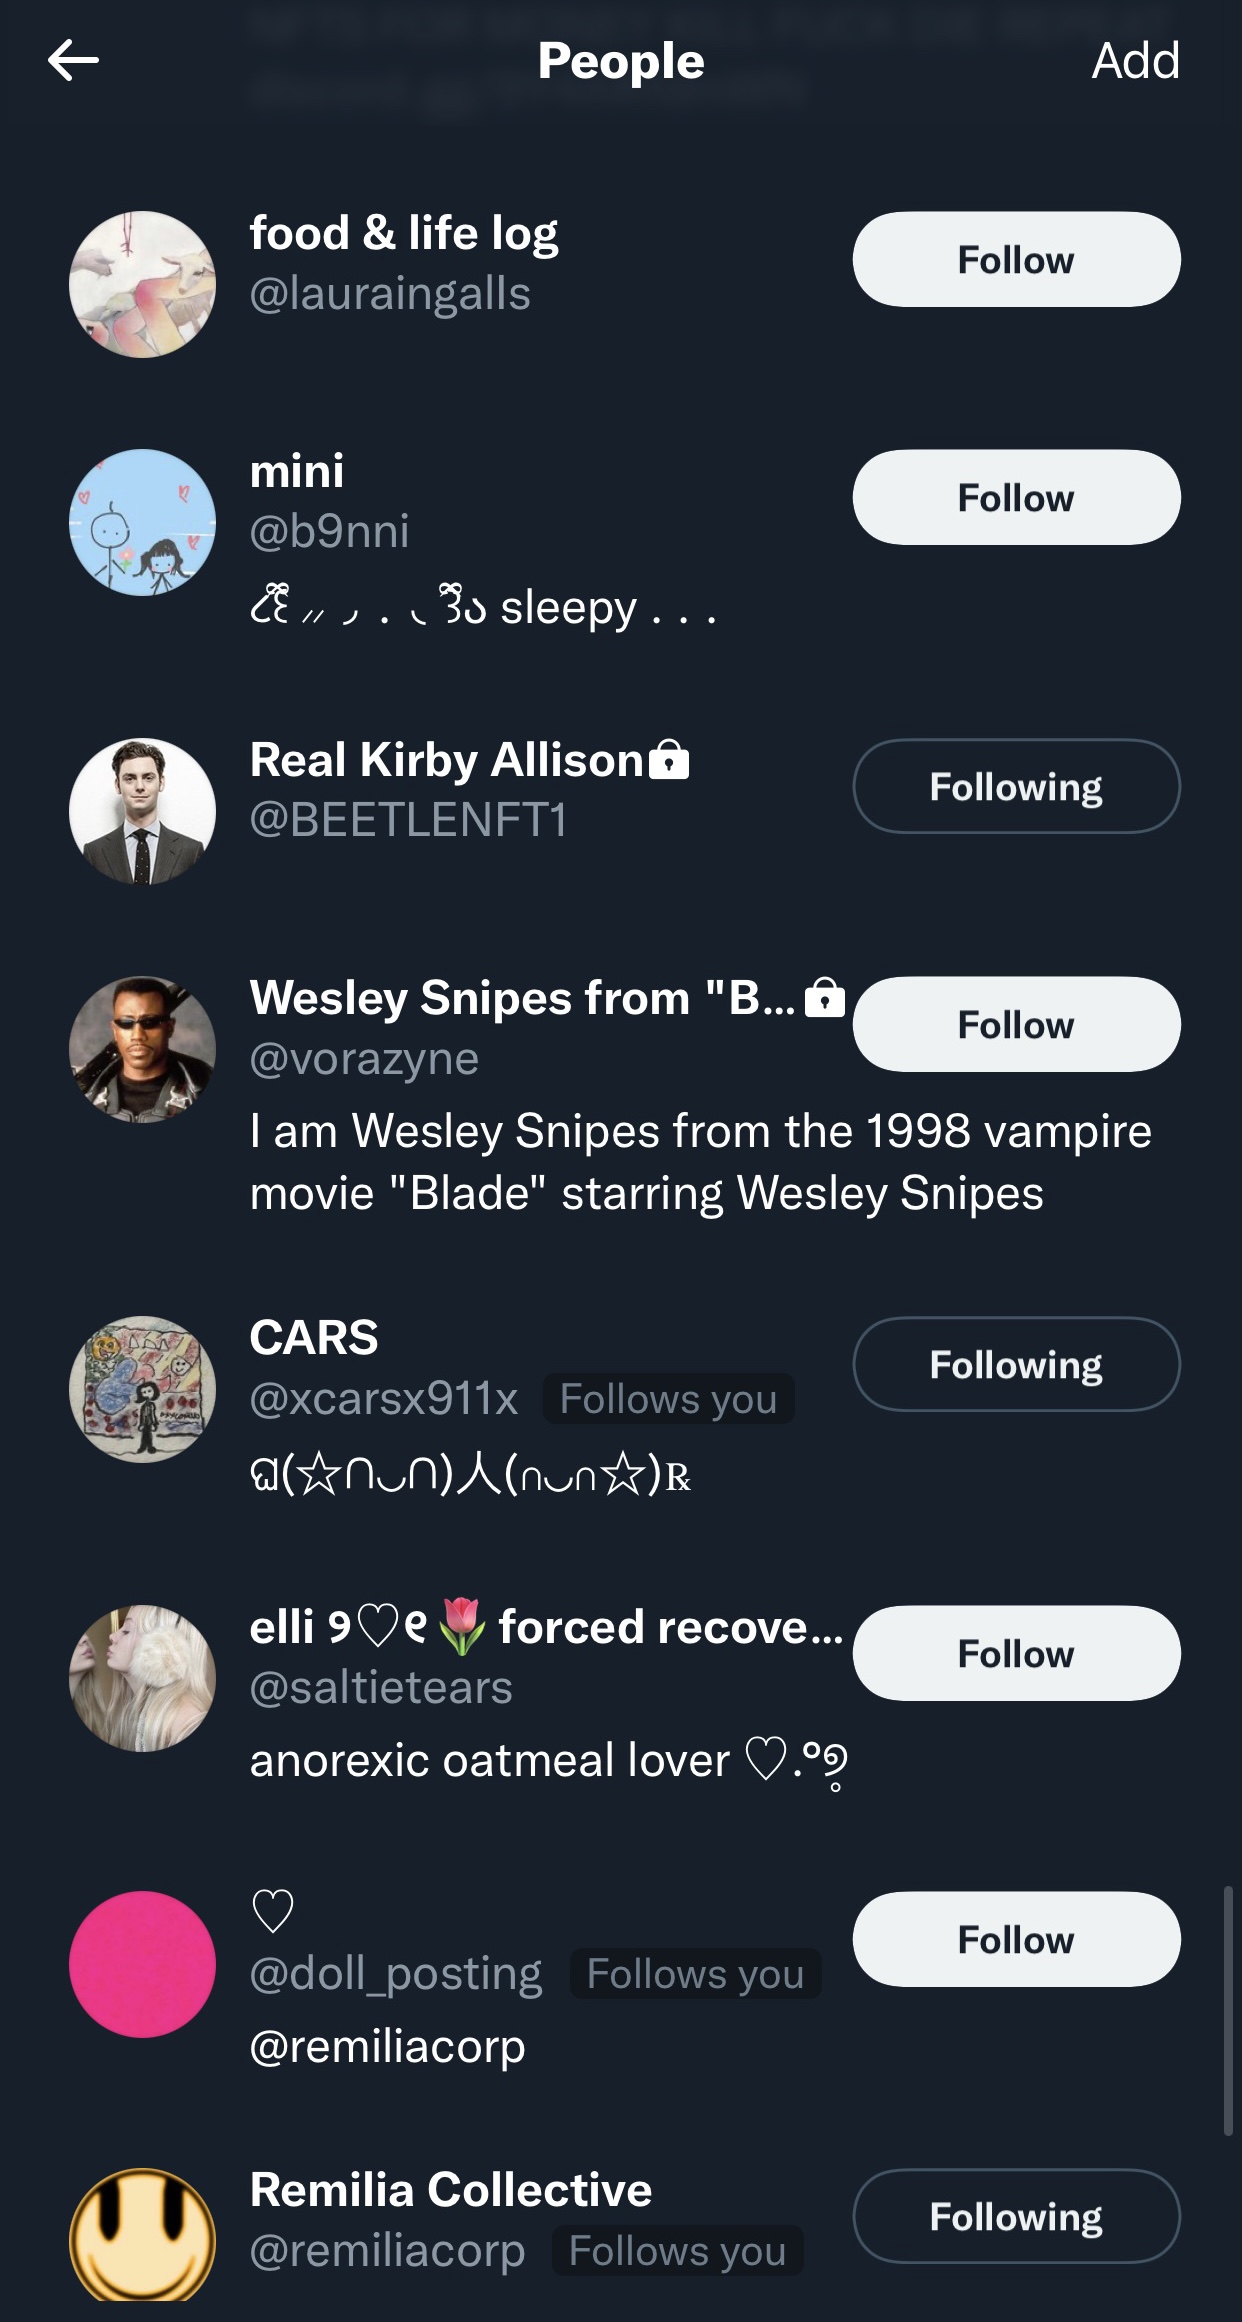 People
Add
food & life log
@lauraingalls
Follow
mini
@b9nni
Follow
sleepy . . .
Real Kirby Allison
@BEETLENFT1
Following
Wesley Snipes from "B...
@vorazyne
Follow
I am Wesley Snipes from the 1998 vampire
movie "Blade" starring Wesley Snipes
CARS
@xcarsx911x Follows you
Following
ଘ(☆∩◡∩)人(∩◡∩☆)℞
elli ୨♡୧🌷 forced recove...
@saltietears
Follow
anorexic oatmeal lover ♡.°୭̥
♡
@doll_posting Follows you
Follow
@remiliacorp
Remilia Collective
@remiliacorp Follows you
Following